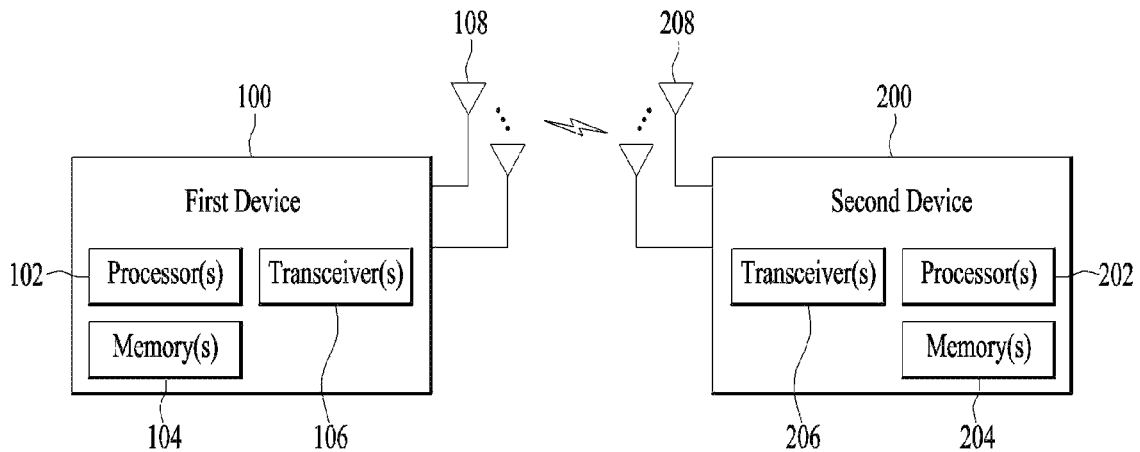 108
208
100
200
First Device
Second Device
102
Processor(s)
Transceiver(s)
Transceiver(s)
Processor(s)
202
Memory(s)
Memory(s)
104
106
206
204